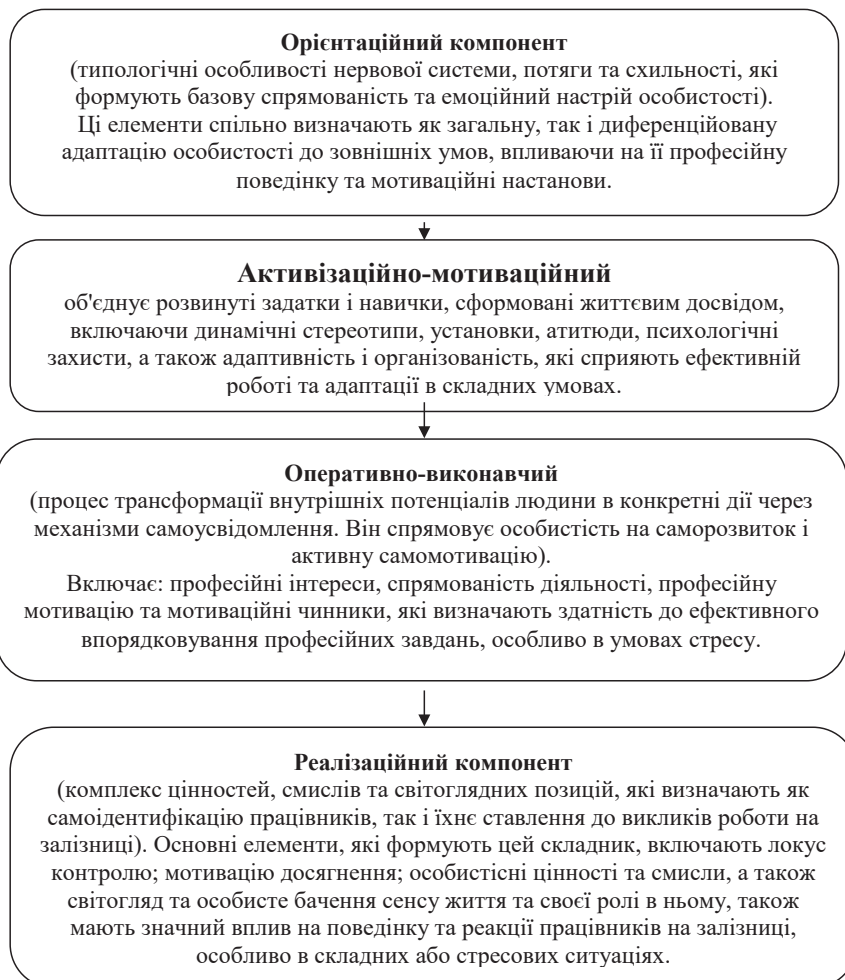 Орієнтаційний компонент
(типологічні особливості нервової системи, потяги та схильності, які
формують базову спрямованість та емоційний настрій особистості).
Ці елементи спільно визначають як загальну, так і диференційовану
адаптацію особистості до зовнішніх умов, впливаючи на її професійну
поведінку та мотиваційні настанови.
Активізаційно-мотиваційний
об'єднує розвинуті задатки і навички, сформовані життєвим досвідом,
включаючи динамічні стереотипи, установки, атитюди, психологічні
захисти, а також адаптивність і організованість, які сприяють ефективній
роботі та адаптації в складних умовах.
Оперативно-виконавчий
(процес трансформації внутрішніх потенціалів людини в конкретні дії через
механізми самоусвідомлення. Він спрямовує особистість на саморозвиток і
активну самомотивацію).
Включає: професійні інтереси, спрямованість діяльності, професійну
мотивацію та мотиваційні чинники, які визначають здатність до ефективного
впорядковування професійних завдань, особливо в умовах стресу.
Реалізаційний компонент
(комплекс цінностей, смислів та світоглядних позицій, які визначають як
самоідентифікацію працівників, так і їхнє ставлення до викликів роботи на
залізниці). Основні елементи, які формують цей складник, включають локус
контролю; мотивацію досягнення; особистісні цінності та смисли, а також
світогляд та особисте бачення сенсу життя та своєї ролі в ньому, також
мають значний вплив на поведінку та реакції працівників на залізниці,
особливо в складних або стресових ситуаціях.